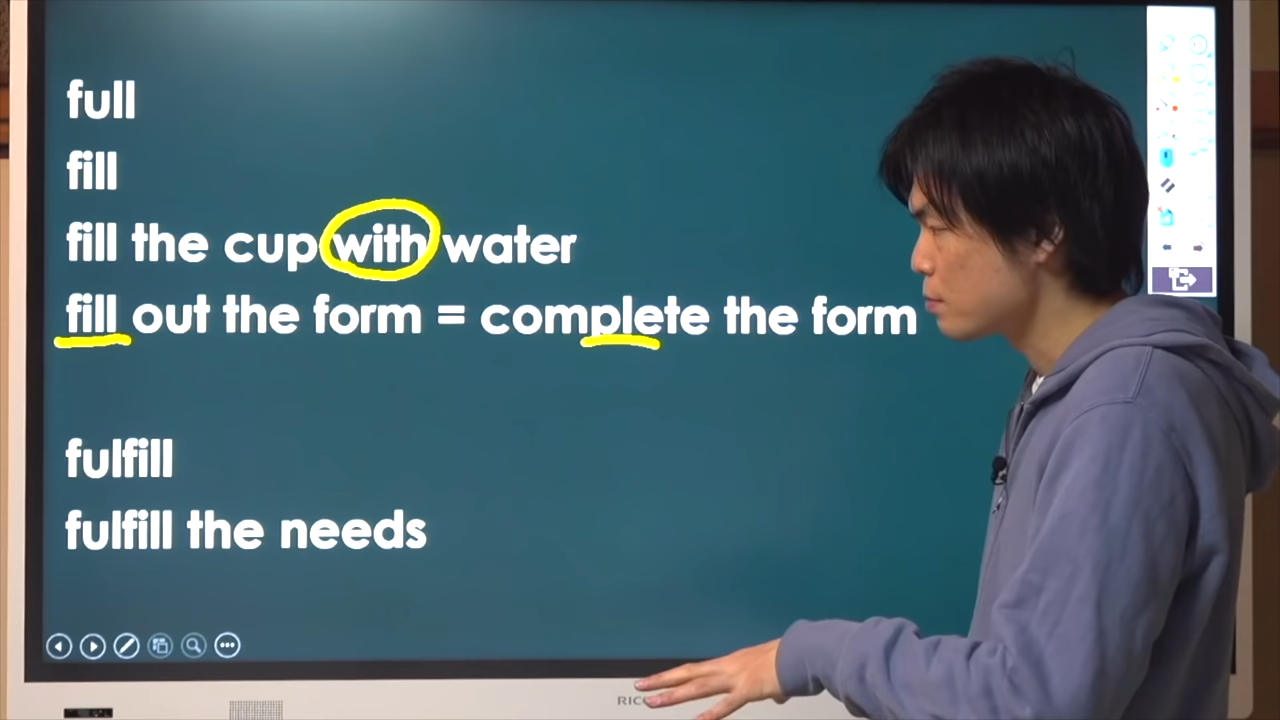 full
fill
fill the cup with water
fill out the form = complete the form
fulfill
fulfill the needs